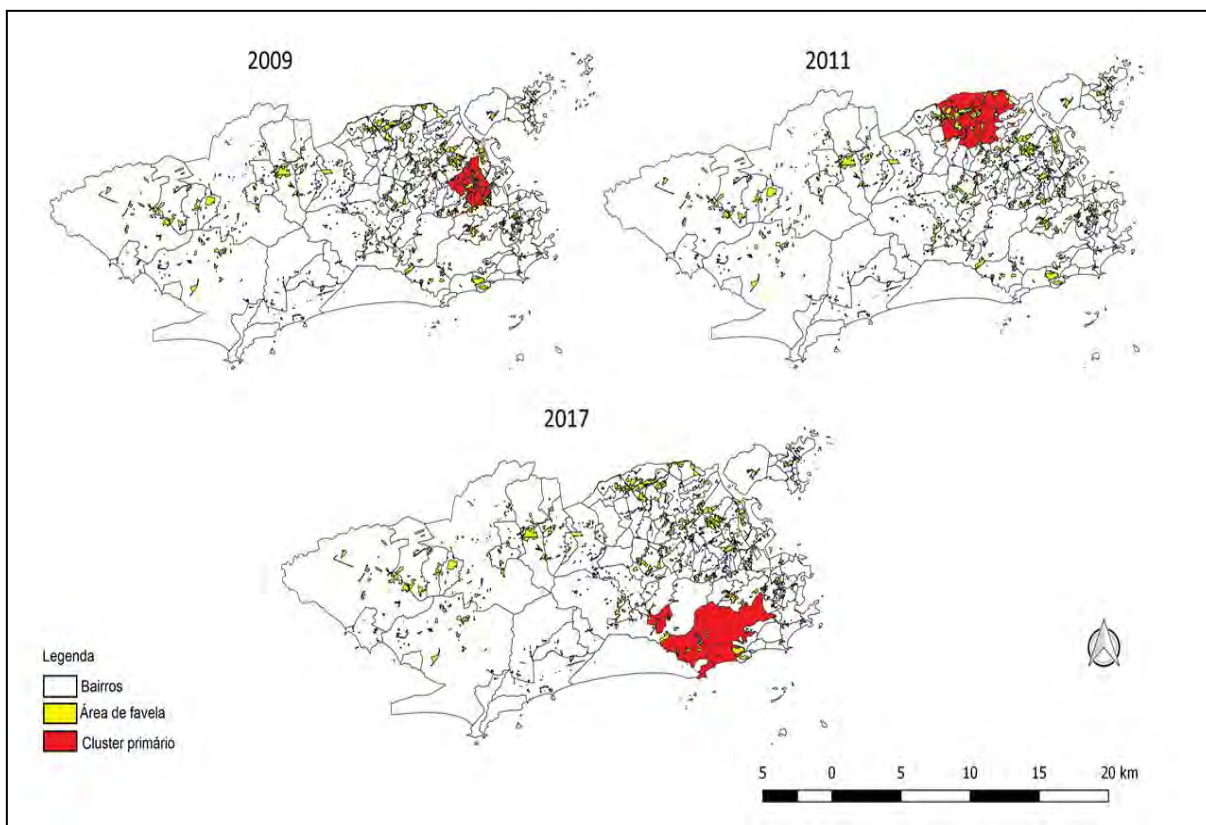 2009
2011
2017
Legenda
Bairros
Área de favela
Cluster primário
5 0 5 10 15 20 km